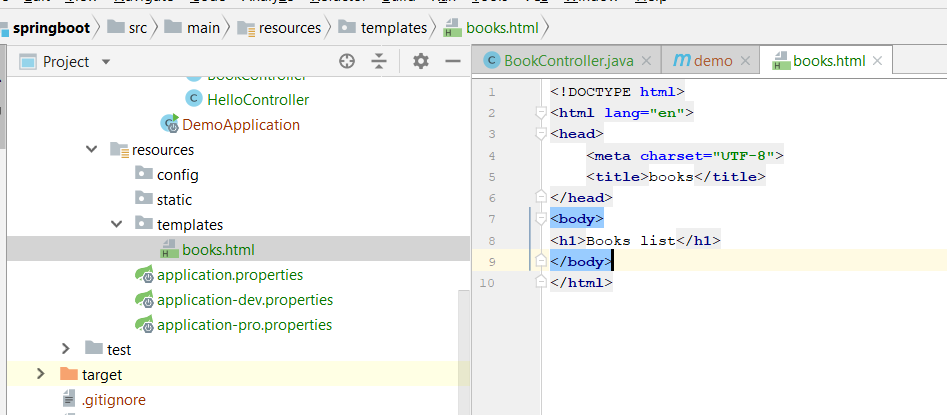 springboot src main resources templates books.html
Project
BookController.java demo books.html
HelloController
DemoApplication
resources
config
static
templates
books.html
application.properties
application-dev.properties
application-pro.properties
test
target
.gitignore
1 <!DOCTYPE html>
2 <html lang="en">
3 <head>
4 <meta charset="UTF-8">
5 <title>books</title>
6 </head>
7 <body>
8 <h1>Books list</h1>
9 </body>
10 </html>